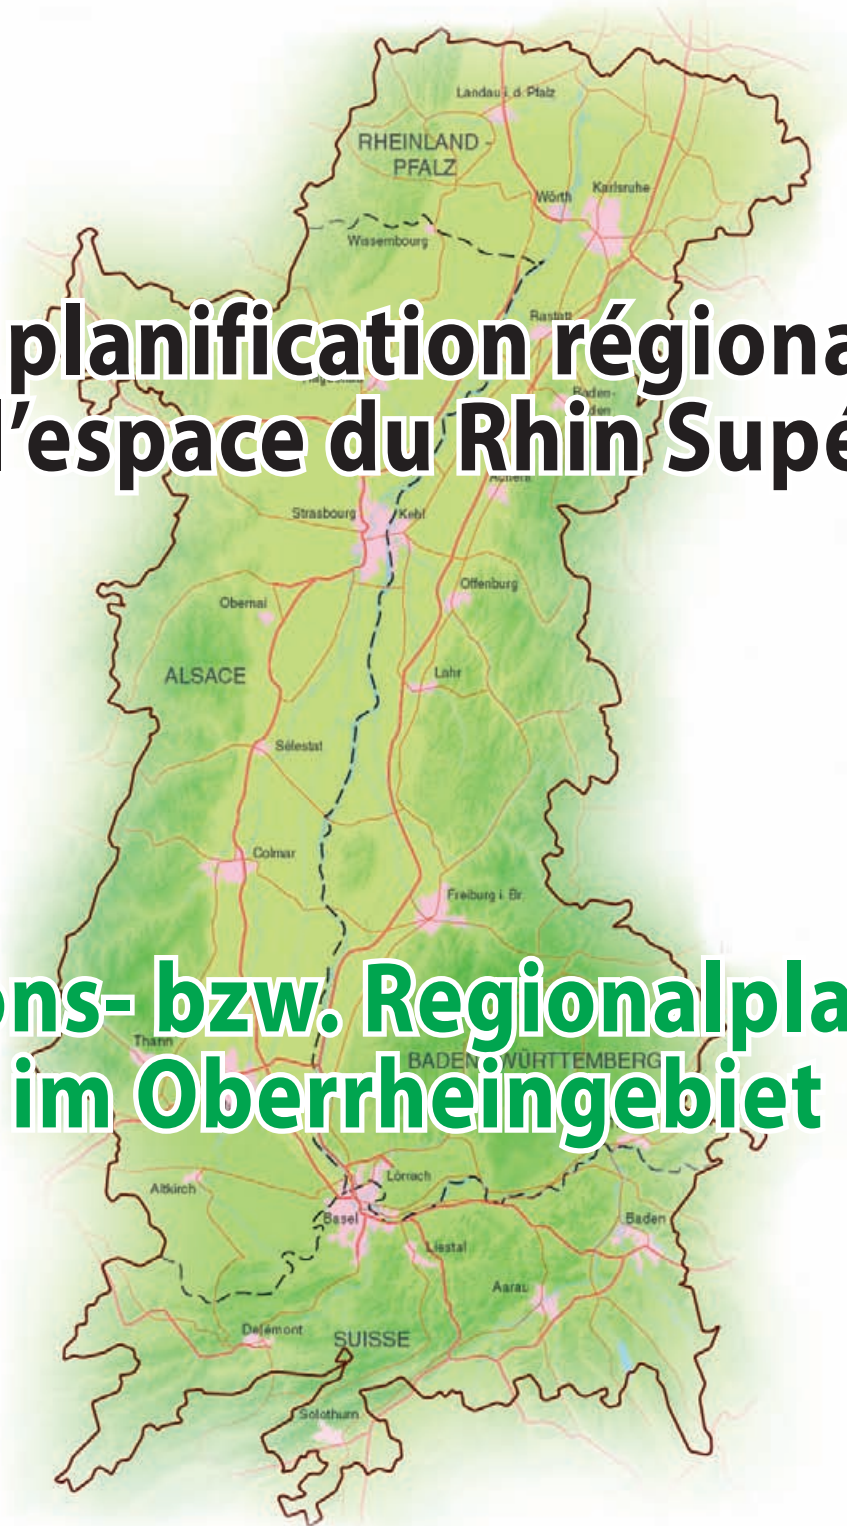 Landau i. d. Pfalz
RHEINLAND -
PFALZ
Wörth
Karlsruhe
Wissembourg
Rastatt
planification régiona
l'espace du Rhin Supé
Baden-
Achern
Strasbourg
Kehl
Offenburg
Obernai
ALSACE
Lahr
Sélestat
Colmar
Freiburg i. Br.
ons- bzw. Regionalpla
Thann
BADEN-WÜRTTEMBERG
im Oberrheingebiet
Lörrach
Altkirch
Basel
Baden
Liestal
Aarau
Delémont
SUISSE
Solothurn